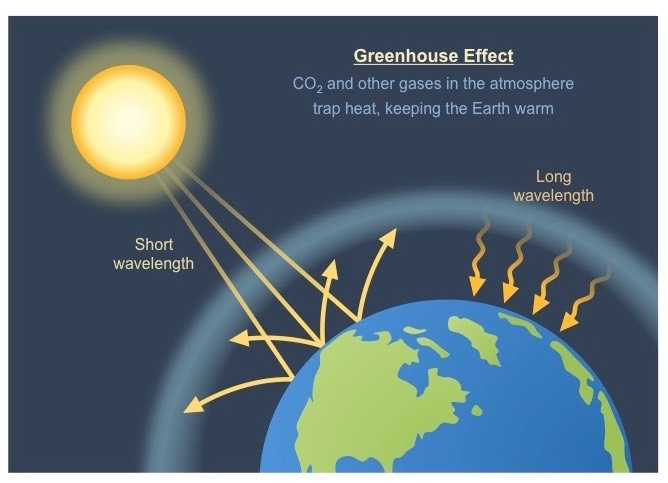 Greenhouse Effect
CO₂ and other gases in the atmosphere
trap heat, keeping the Earth warm
Long
wavelength
Short
wavelength